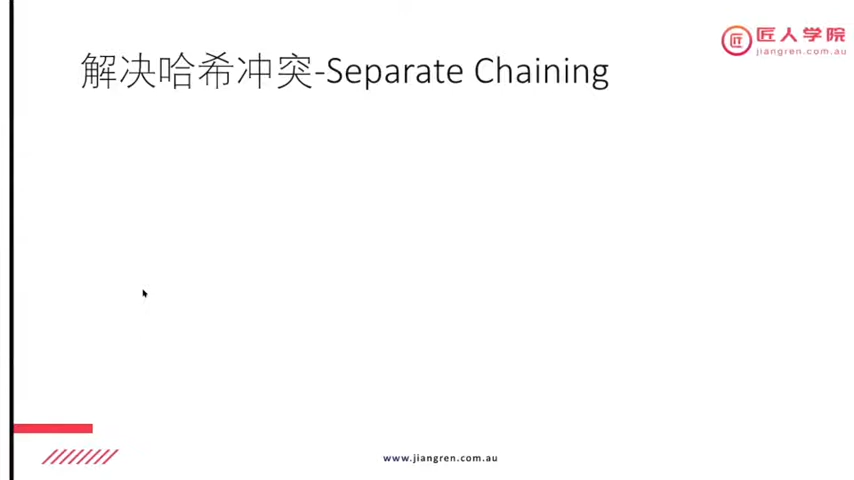 匠人学院
jiangren.com.au
解决哈希冲突-Separate Chaining
www.jiangren.com.au